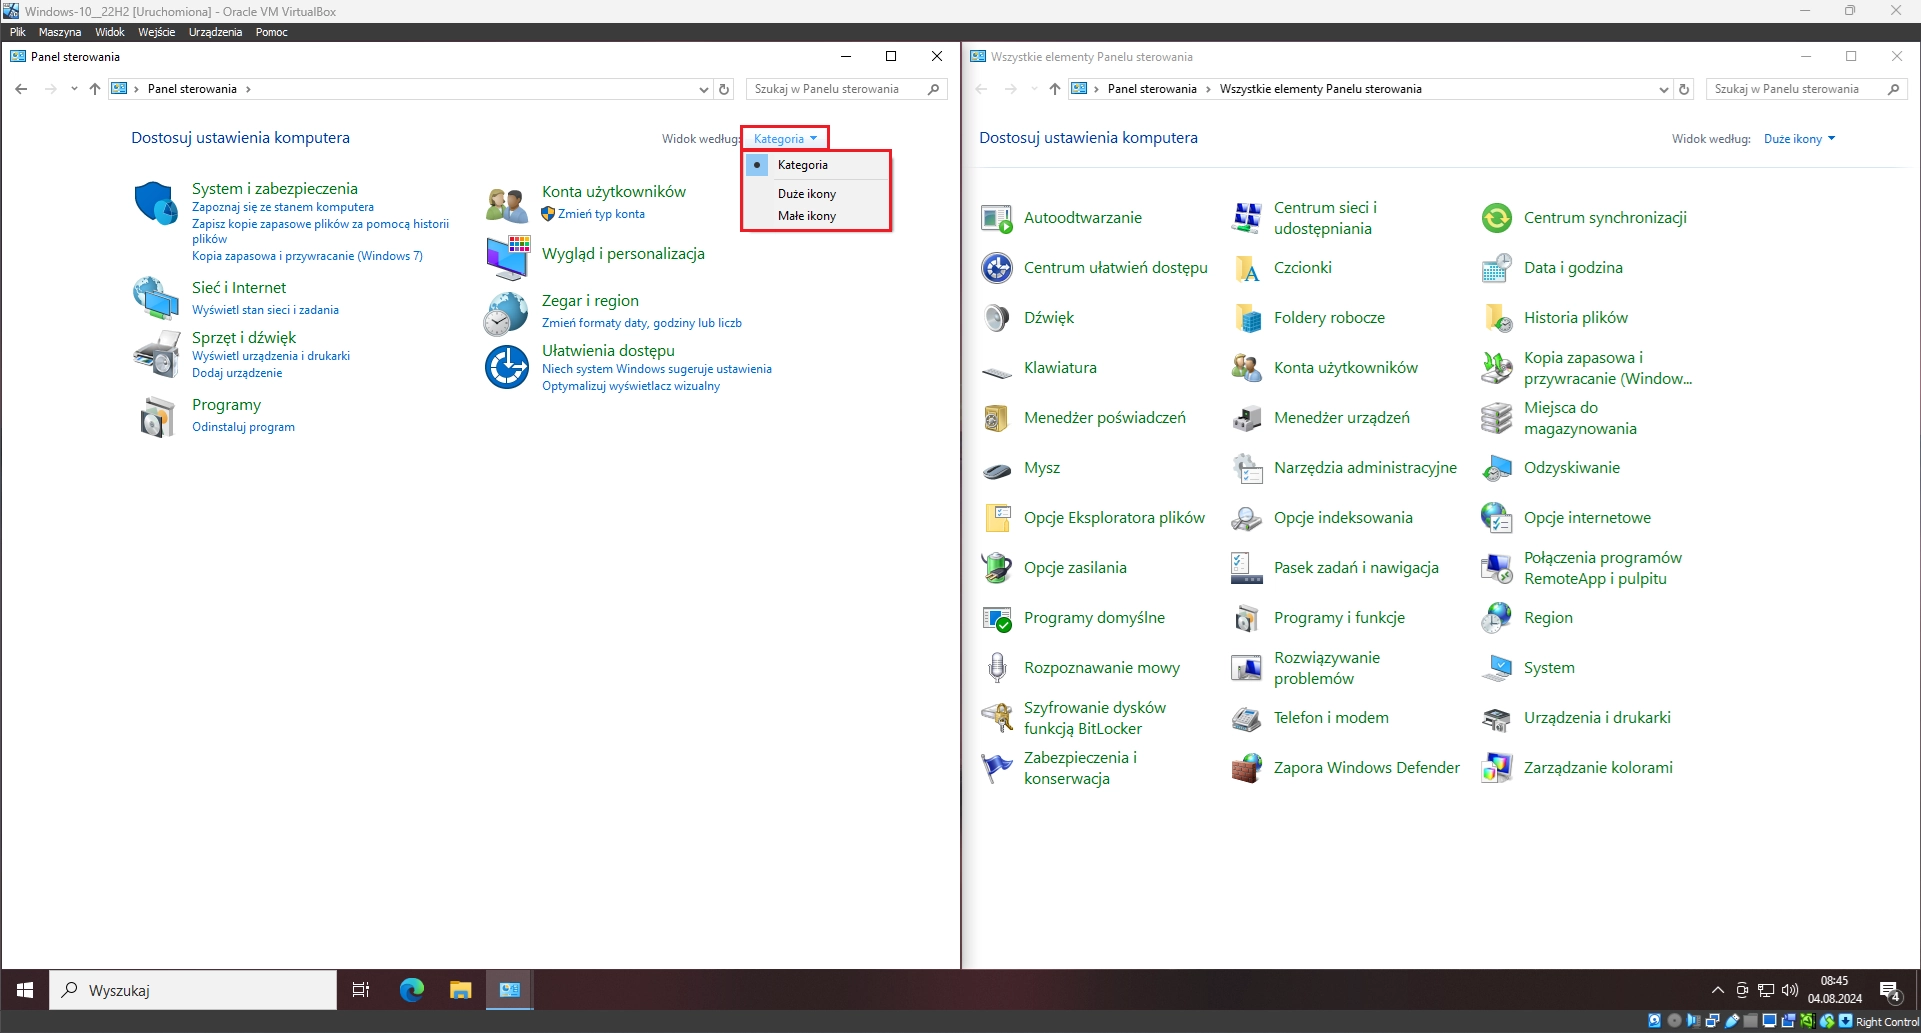 Windows-10__22H2 [Uruchomiona] - Oracle VM VirtualBox
Plik Maszyna Widok Wejście Urządzenia Pomoc
Panel sterowania
Panel sterowania
Szukaj w Panelu sterowania
Dostosuj ustawienia komputera
Widok według: Kategoria
Kategoria
Duże ikony
Małe ikony
System i zabezpieczenia
Zapoznaj się ze stanem komputera
Zapisz kopie zapasowe plików za pomocą historii
plików
Kopia zapasowa i przywracanie (Windows 7)
Sieć i Internet
Wyświetl stan sieci i zadania
Sprzęt i dźwięk
Wyświetl urządzenia i drukarki
Dodaj urządzenie
Programy
Odinstaluj program
Konta użytkowników
Zmień typ konta
Wygląd i personalizacja
Zegar i region
Zmień formaty daty, godziny lub liczb
Ułatwienia dostępu
Niech system Windows sugeruje ustawienia
Optymalizuj wyświetlacz wizualny
Wszystkie elementy Panelu sterowania
Panel sterowania Wszystkie elementy Panelu sterowania
Szukaj w Panelu sterowania
Dostosuj ustawienia komputera
Widok według: Duże ikony
Autoodtwarzanie
Centrum sieci i
udostępniania
Centrum synchronizacji
Centrum ułatwień dostępu
Czcionki
Data i godzina
Dźwięk
Foldery robocze
Historia plików
Klawiatura
Konta użytkowników
Kopia zapasowa i
przywracanie (Window...
Menedżer poświadczeń
Menedżer urządzeń
Miejsca do
magazynowania
Mysz
Narzędzia administracyjne
Odzyskiwanie
Opcje Eksploratora plików
Opcje indeksowania
Opcje internetowe
Opcje zasilania
Pasek zadań i nawigacja
Połączenia programów
RemoteApp i pulpitu
Programy domyślne
Programy i funkcje
Region
Rozpoznawanie mowy
Rozwiązywanie
problemów
System
Szyfrowanie dysków
funkcją BitLocker
Telefon i modem
Urządzenia i drukarki
Zabezpieczenia i
konserwacja
Zapora Windows Defender
Zarządzanie kolorami
Wyszukaj
08:45
04.08.2024
4
Right Control